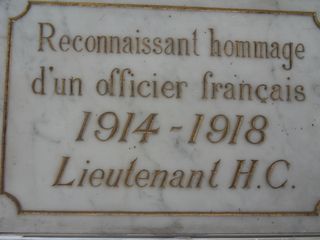 Reconnaissant hommage
d'un officier français
1914 - 1918
Lieutenant H.C.